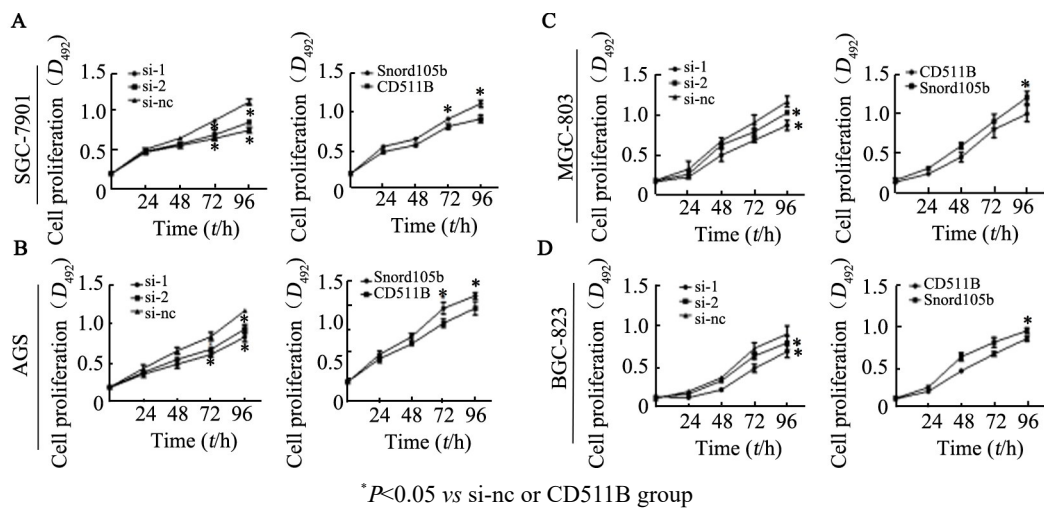 A
SGC-7901
Cell proliferation（D492）
1.5
1.0
0.5
0
si-1
si-2
si-nc
*
*
*
*
24 48 72 96
Time (t/h)
Cell proliferation（D492）
1.5
1.0
0.5
0
Snord105b
CD511B
*
*
24 48 72 96
Time (t/h)
B
AGS
Cell proliferation（D492）
1.5
1.0
0.5
0
si-1
si-2
si-nc
*
*
*
24 48 72 96
Time (t/h)
Cell proliferation（D492）
1.5
1.0
0.5
0
Snord105b
CD511B
*
*
24 48 72 96
Time (t/h)
C
MGC-803
Cell proliferation（D492）
1.5
1.0
0.5
0
si-1
si-2
si-nc
*
*
24 48 72 96
Time (t/h)
Cell proliferation（D492）
1.5
1.0
0.5
0
CD511B
Snord105b
*
24 48 72 96
Time (t/h)
D
BGC-823
Cell proliferation（D492）
1.5
1.0
0.5
0
si-1
si-2
si-nc
*
*
24 48 72 96
Time (t/h)
Cell proliferation（D492）
1.5
1.0
0.5
0
CD511B
Snord105b
*
24 48 72 96
Time (t/h)
*P<0.05 vs si-nc or CD511B group